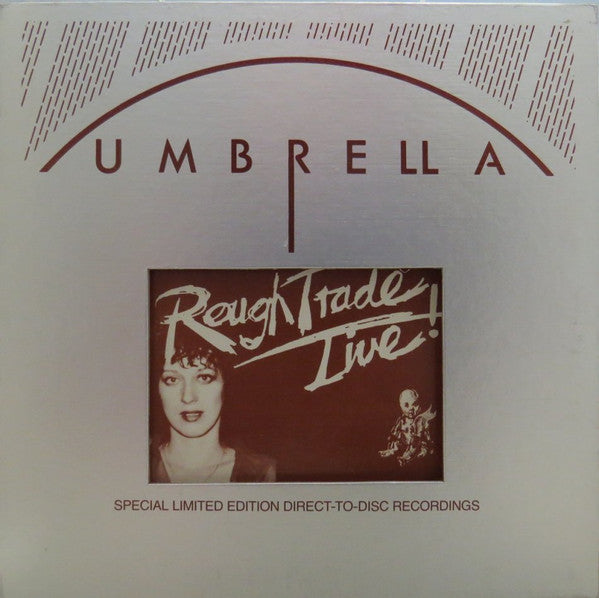 UMBRELLA
Rough Trade
Live!
SPECIAL LIMITED EDITION DIRECT-TO-DISC RECORDINGS